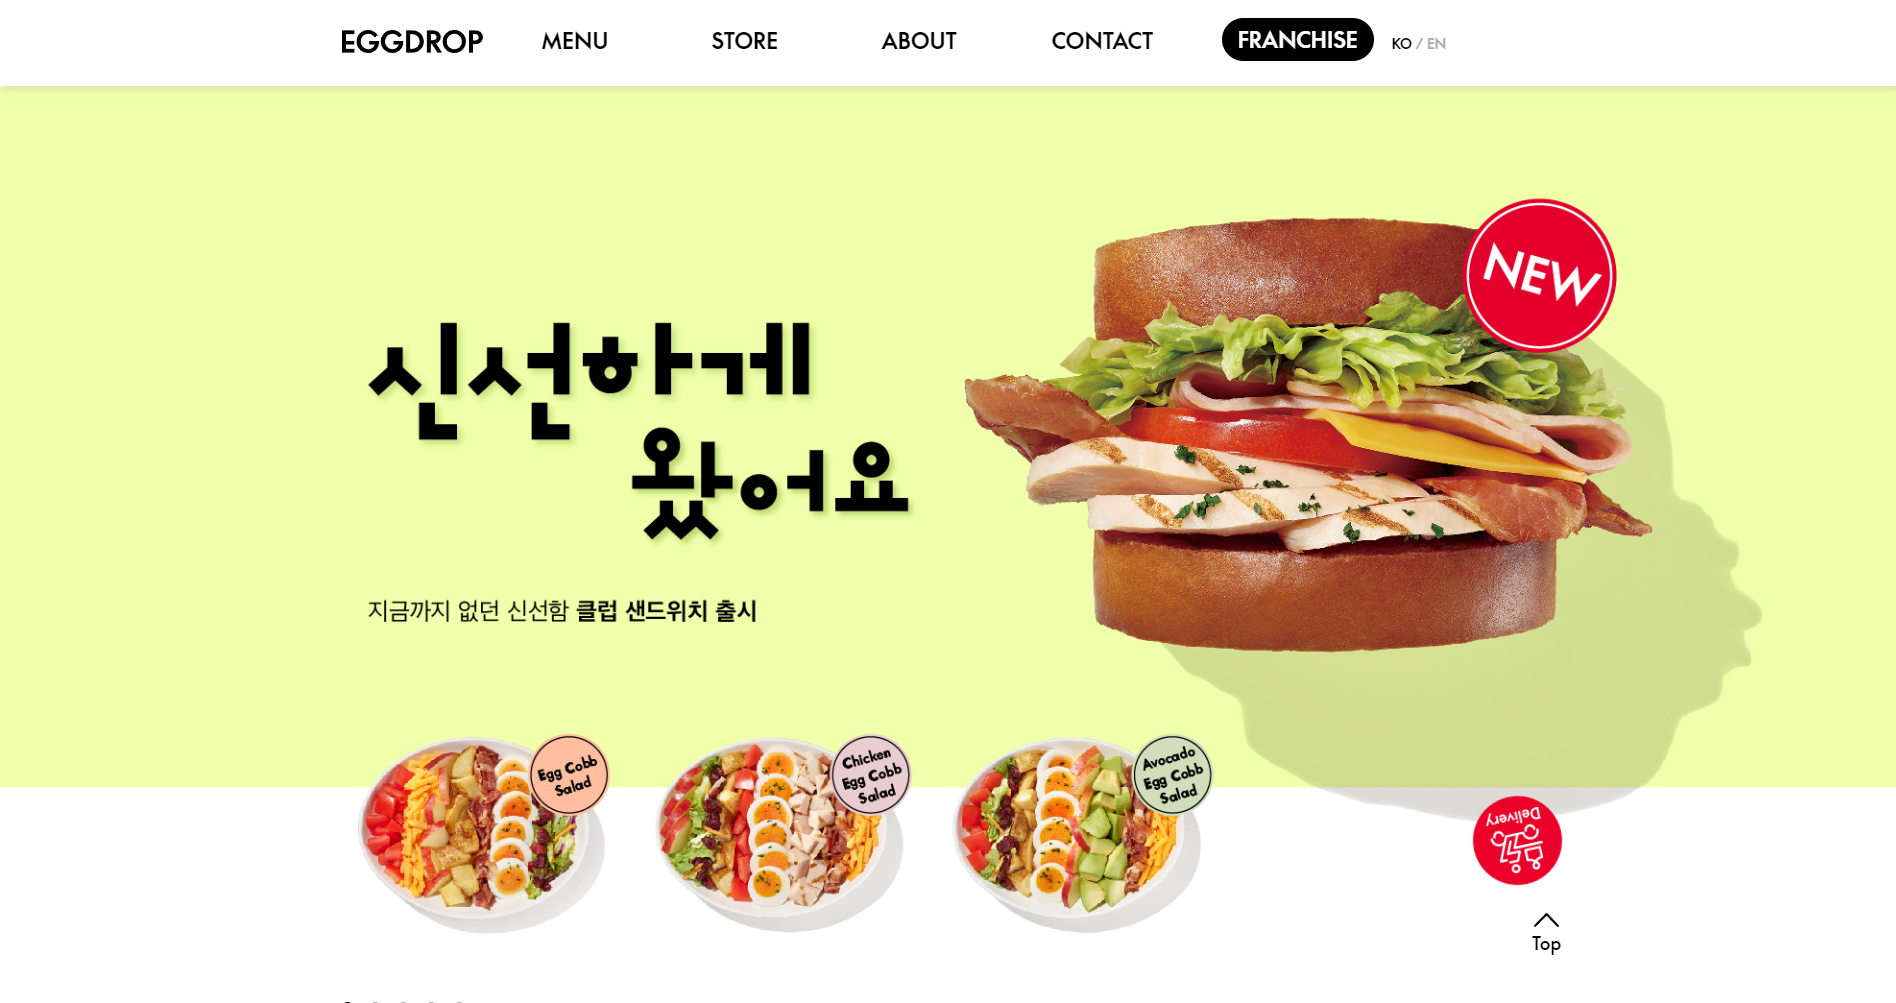 EGGDROP
MENU
STORE
ABOUT
CONTACT
FRANCHISE
KO / EN
NEW
신선하게
왔어요
지금까지 없던 신선함 클럽 샌드위치 출시
Egg Cobb
Salad
Chicken
Egg Cobb
Salad
Avocado
Egg Cobb
Salad
Delivery
Top